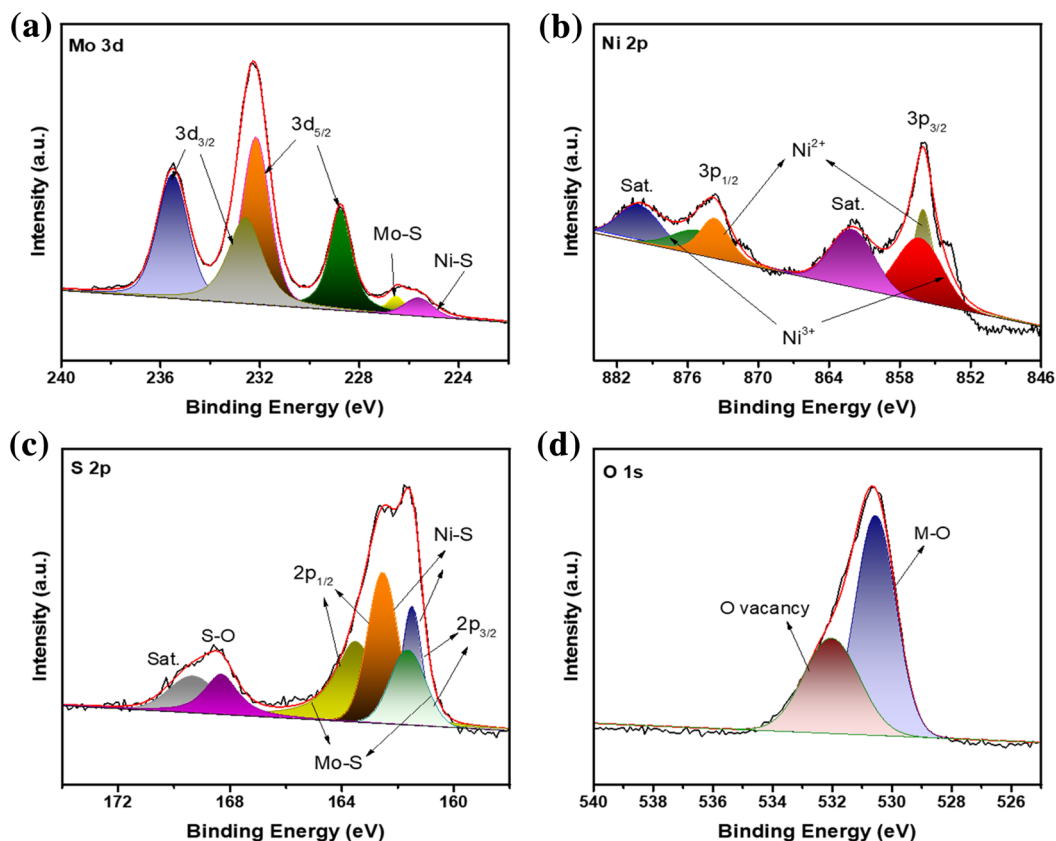 (a)
Mo 3d
3d3/2
3d5/2
Mo-S
Ni-S
Intensity (a.u.)
240 236 232 228 224
Binding Energy (eV)
(b)
Ni 2p
3p3/2
Ni2+
Sat.
3p1/2
Sat.
Ni3+
Intensity (a.u.)
882 876 870 864 858 852 846
Binding Energy (eV)
(c)
S 2p
Ni-S
2p1/2
2p3/2
S-O
Sat.
Mo-S
Intensity (a.u.)
172 168 164 160
Binding Energy (eV)
(d)
O 1s
M-O
O vacancy
Intensity (a.u.)
540 538 536 534 532 530 528 526
Binding Energy (eV)